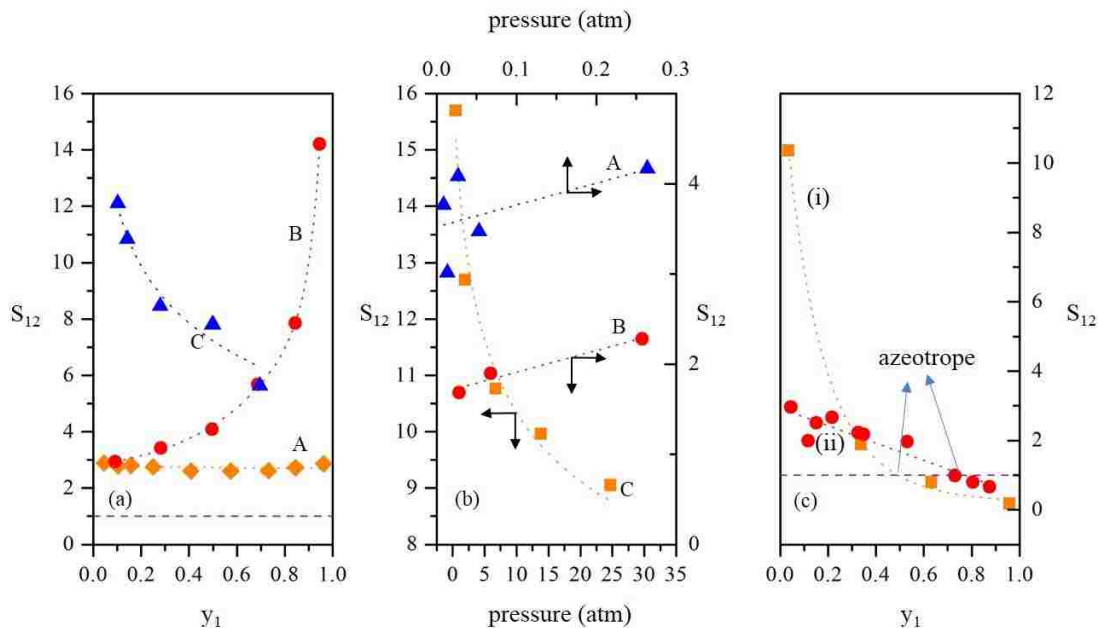 pressure (atm)
0.0 0.1 0.2 0.3
16 16 12
14 B 15 A 4 10
12 14 (i) 8
10 13
S12 8 S12 12 S12 6 S12
C B 2 azeotrope
6 11 4
4 A 10 (ii) 2
2 (a) 9 (b) C (c) 0
0 8 0
0.0 0.2 0.4 0.6 0.8 1.0 0 5 10 15 20 25 30 35 0.0 0.2 0.4 0.6 0.8 1.0
y1 pressure (atm) y1